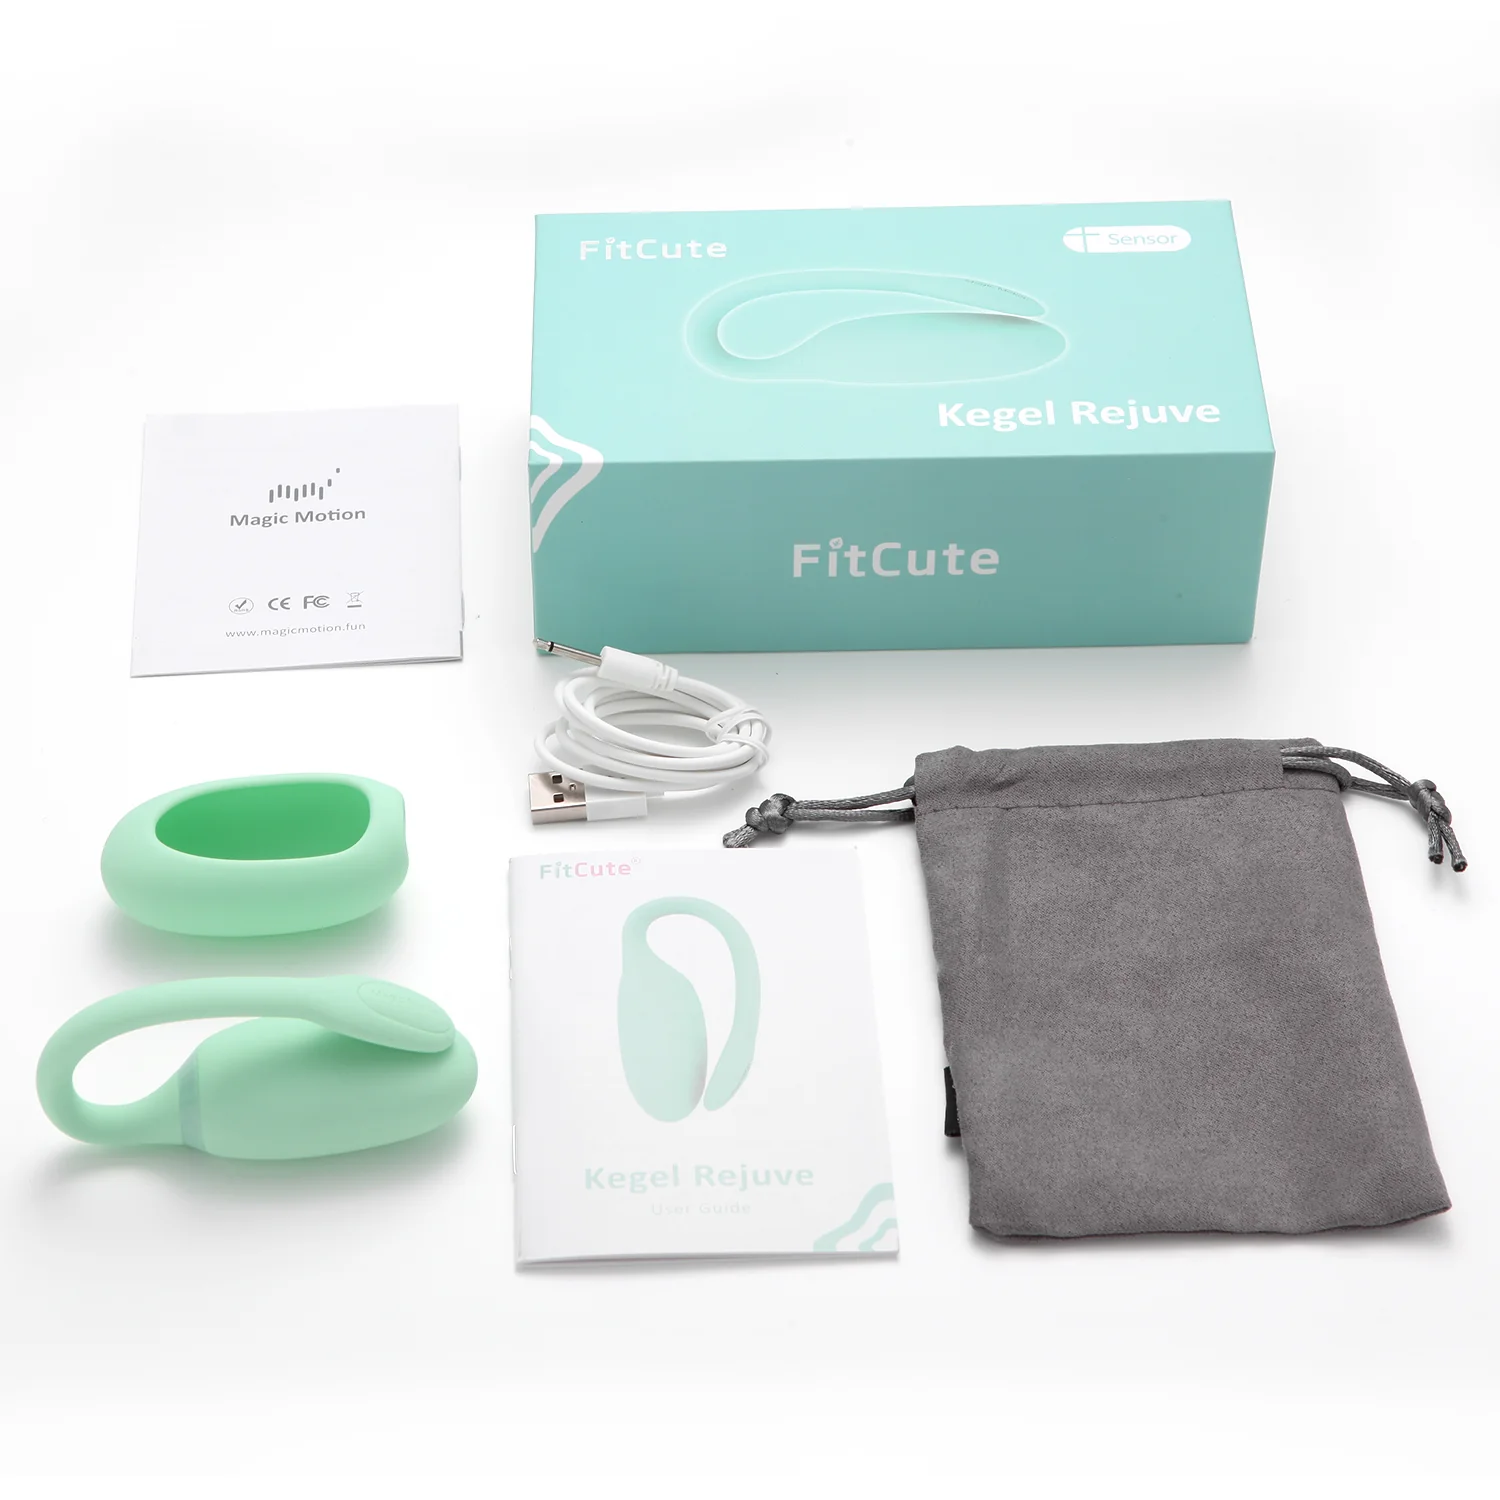 FitCute
Sensor
Kegel Rejuve
FitCute
Magic Motion
CE FC
www.magicmotion.fun
FitCute®
Kegel Rejuve
User Guide